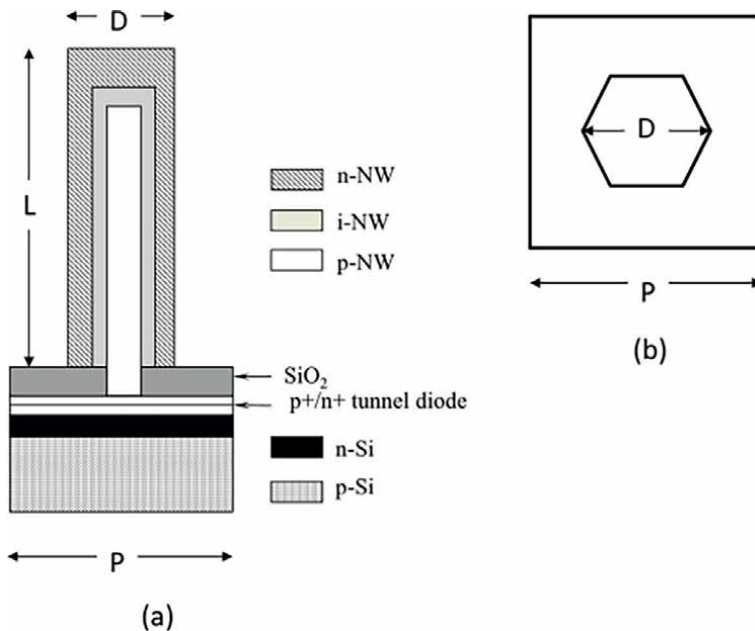 D
L
n-NW
i-NW
p-NW
SiO₂
p+/n+ tunnel diode
n-Si
p-Si
P
(a)
D
P
(b)